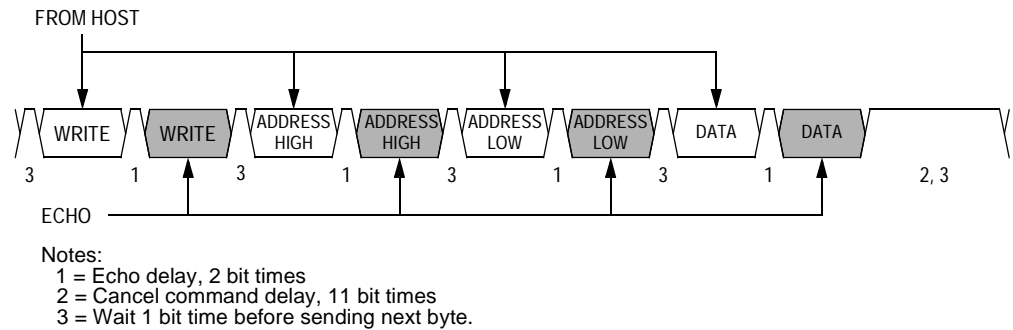 FROM HOST
WRITE WRITE ADDRESS HIGH ADDRESS HIGH ADDRESS LOW ADDRESS LOW DATA DATA
3 1 3 1 3 1 3 1 2, 3
ECHO
Notes:
1 = Echo delay, 2 bit times
2 = Cancel command delay, 11 bit times
3 = Wait 1 bit time before sending next byte.